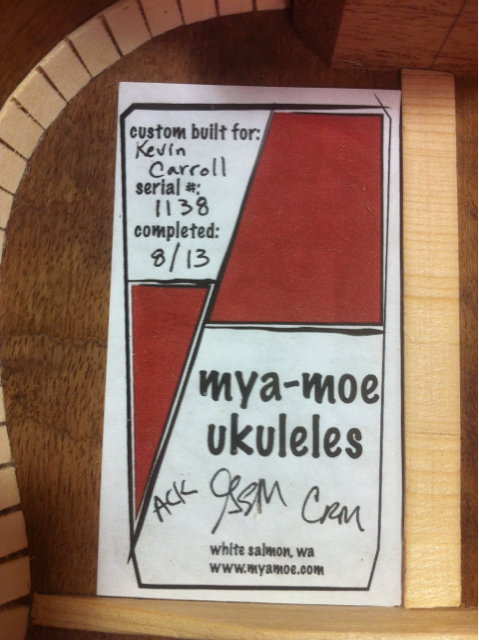 custom built for:
Kevin
Carroll
serial #:
1138
completed:
8/13
mya-moe
ukuleles
ACK GSM CRM
white salmon, wa
www.myamoe.com